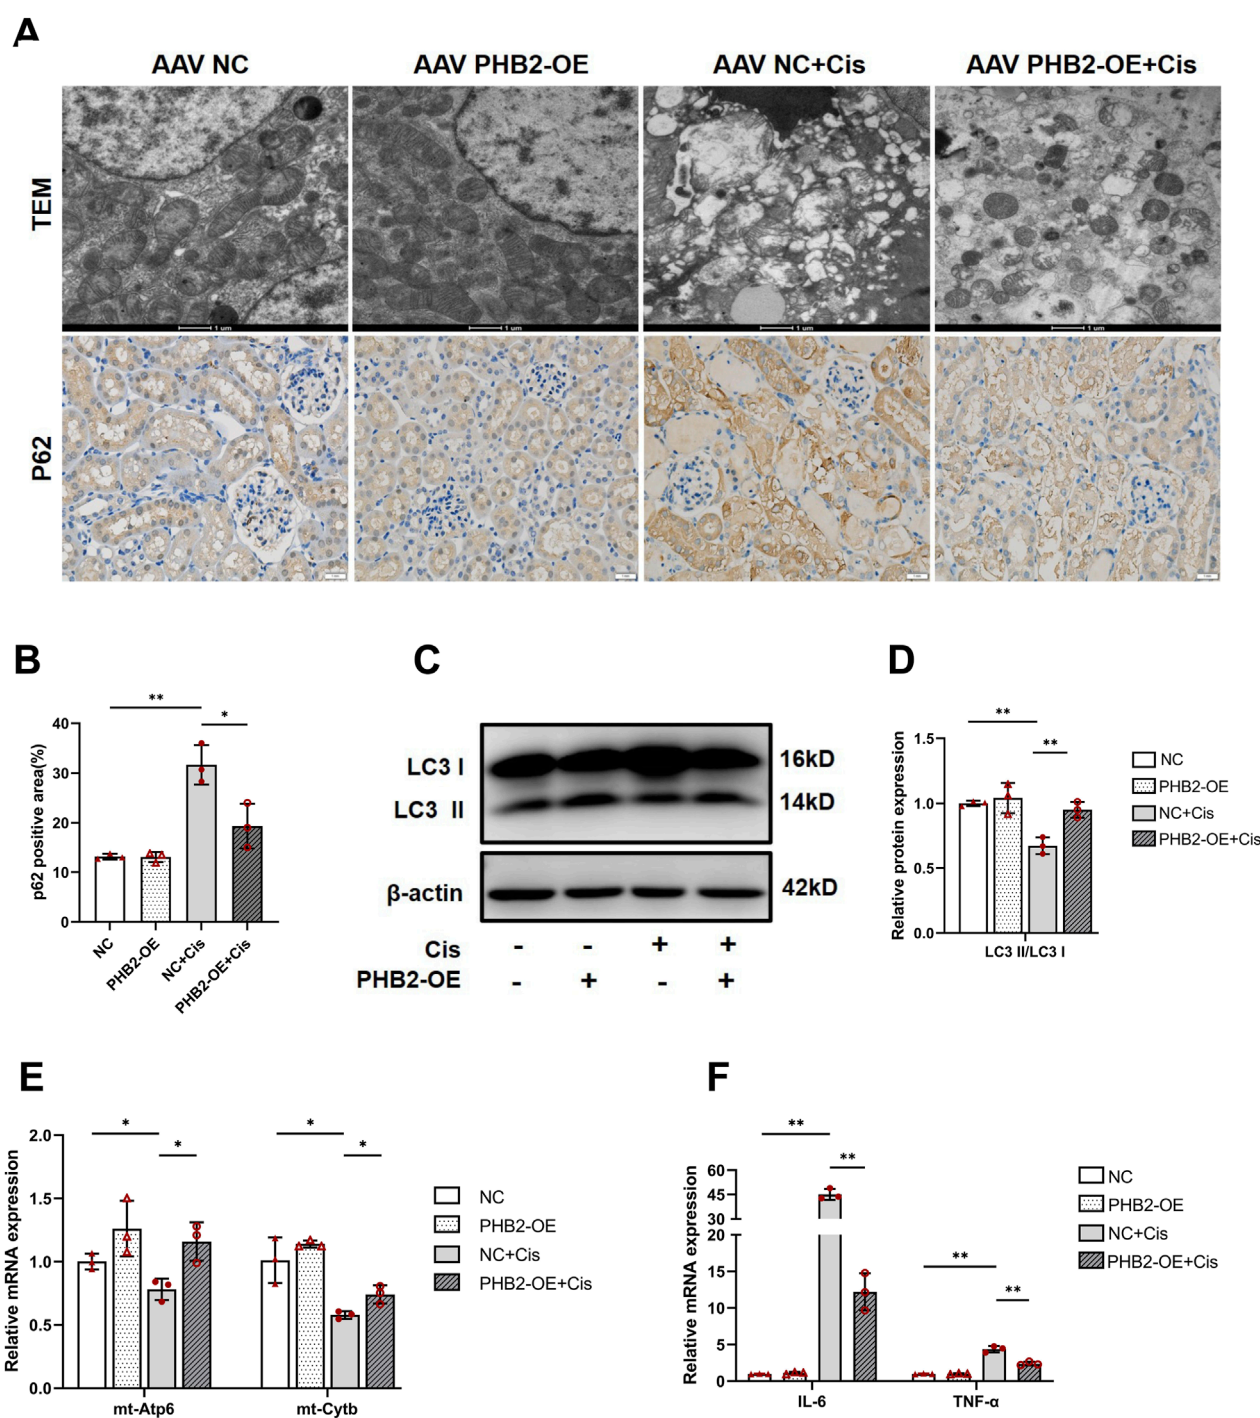 A
AAV NC AAV PHB2-OE AAV NC+Cis AAV PHB2-OE+Cis
TEM
1 um 1 um 1 um 1 um
P62
B
** *
p62 positive area(%)
40
30
20
10
0
NC PHB2-OE NC+Cis PHB2-OE+Cis
C
LC3 I 16kD
LC3 II 14kD
β-actin 42kD
Cis - - + +
PHB2-OE - + - +
D
** **
Relative protein expression
1.5
1.0
0.5
0.0
LC3 II/LC3 I
NC
PHB2-OE
NC+Cis
PHB2-OE+Cis
E
* * * *
Relative mRNA expression
2.0
1.5
1.0
0.5
0.0
mt-Atp6 mt-Cytb
NC
PHB2-OE
NC+Cis
PHB2-OE+Cis
F
** ** ** **
Relative mRNA expression
60
45
30
20
15
10
5
0
IL-6 TNF-α
NC
PHB2-OE
NC+Cis
PHB2-OE+Cis